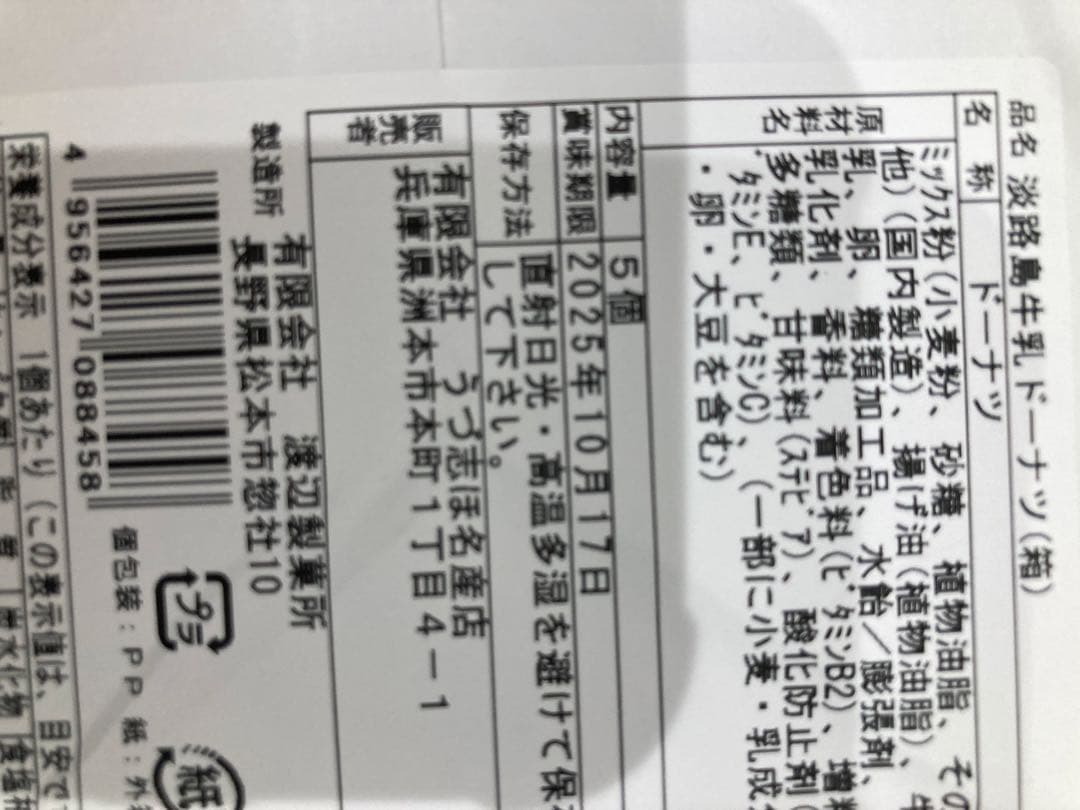 品名 淡路島牛乳ドーナツ(箱)
名 称 ドーナツ
原材料名 ミックス粉(小麦粉、砂糖、植物油脂、その
他)(国内製造)、揚げ油(植物油脂)、
乳、卵、糖類加工品、水飴/膨張剤、
乳化剤、香料、着色料(ビタミンB2)、増粘
多糖類、甘味料(ステビア)、酸化防止剤(
ビタミンE、ビタミンC)、(一部に小麦・乳成分
・卵・大豆を含む)
内容量 5個
賞味期限 2025年10月17日
保存方法 直射日光・高温多湿を避けて保存
して下さい。
販売者 有限会社 うづ志ほ名産店
兵庫県洲本市本町1丁目4-1
製造所 有限会社 渡辺製菓所
長野県松本市惣社10
4 956427 088458
プラ
個包装:PP 紙:外
紙
栄養成分表示 1個あたり(この表示値は、目安で
炭水化物 食塩相